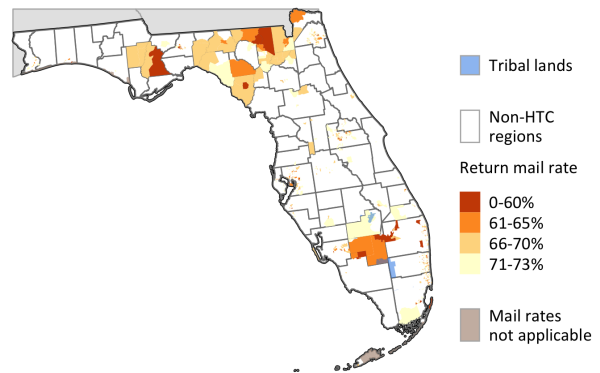 Tribal lands
Non-HTC
regions
Return mail rate
0-60%
61-65%
66-70%
71-73%
Mail rates
not applicable